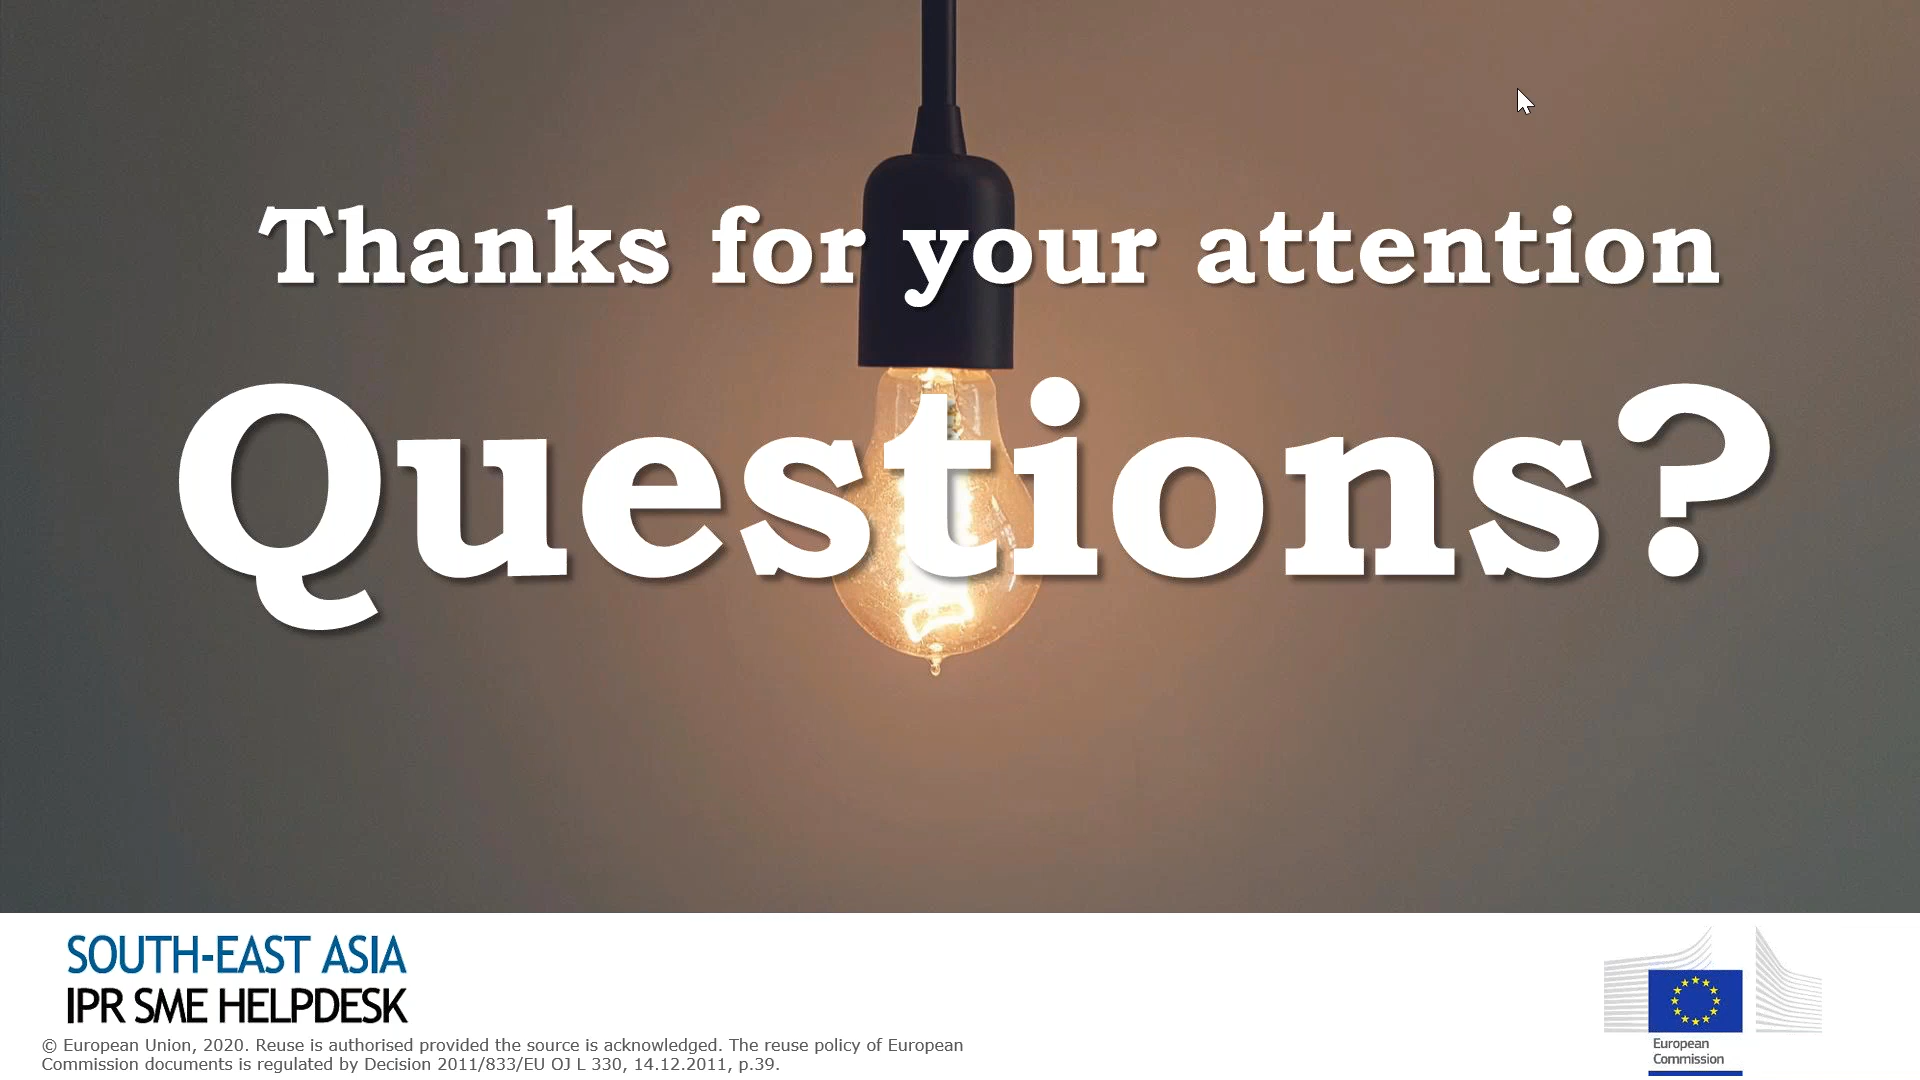 Thanks for your attention
Questions?
SOUTH-EAST ASIA
IPR SME HELPDESK
© European Union, 2020. Reuse is authorised provided the source is acknowledged. The reuse policy of European
Commission documents is regulated by Decision 2011/833/EU OJ L 330, 14.12.2011, p.39.
European
Commission